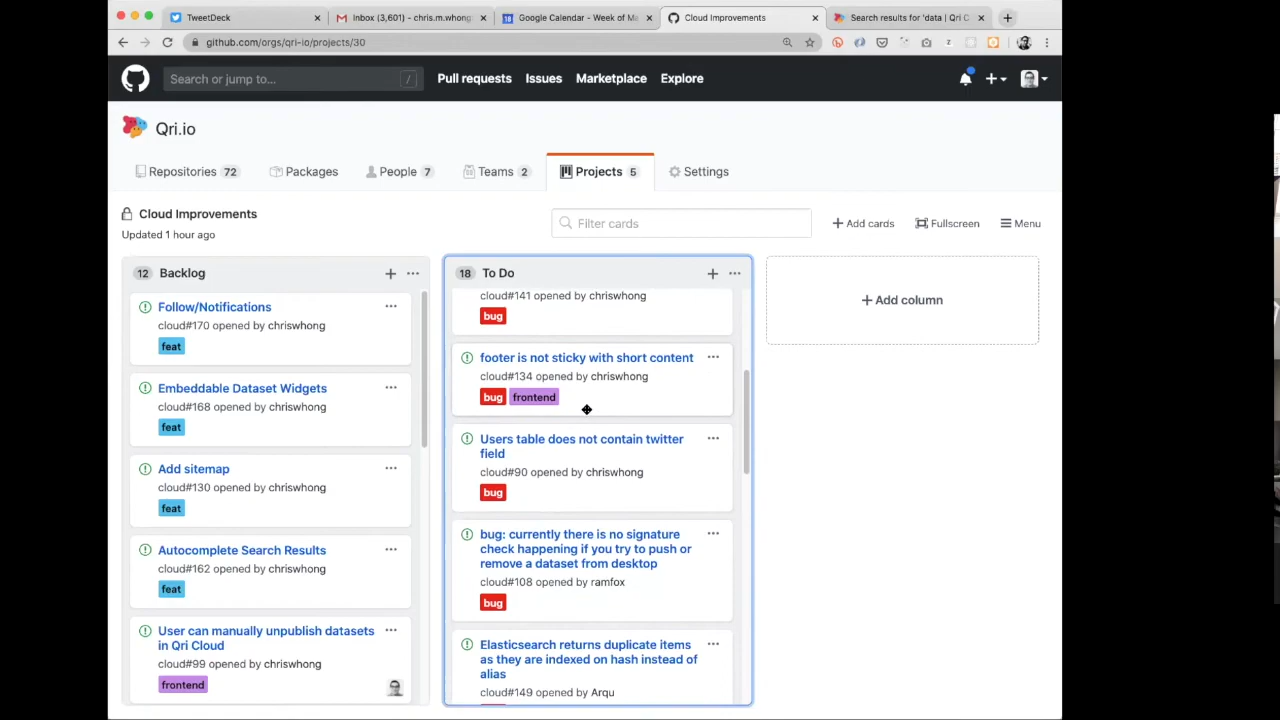 TweetDeck
Inbox (3,601) - chris.m.whong
Google Calendar - Week of Ma
Cloud Improvements
Search results for 'data | Qri C
github.com/orgs/qri-io/projects/30
Search or jump to...
/
Pull requests
Issues
Marketplace
Explore
Qri.io
Repositories 72
Packages
People 7
Teams 2
Projects 5
Settings
Cloud Improvements
Updated 1 hour ago
Filter cards
Add cards
Fullscreen
Menu
12 Backlog
Follow/Notifications
cloud#170 opened by chriswhong
feat
Embeddable Dataset Widgets
cloud#168 opened by chriswhong
feat
Add sitemap
cloud#130 opened by chriswhong
feat
Autocomplete Search Results
cloud#162 opened by chriswhong
feat
User can manually unpublish datasets
in Qri Cloud
cloud#99 opened by chriswhong
frontend
18 To Do
cloud#141 opened by chriswhong
bug
footer is not sticky with short content
cloud#134 opened by chriswhong
bug frontend
Users table does not contain twitter
field
cloud#90 opened by chriswhong
bug
bug: currently there is no signature
check happening if you try to push or
remove a dataset from desktop
cloud#108 opened by ramfox
bug
Elasticsearch returns duplicate items
as they are indexed on hash instead of
alias
cloud#149 opened by Arqu
Add column